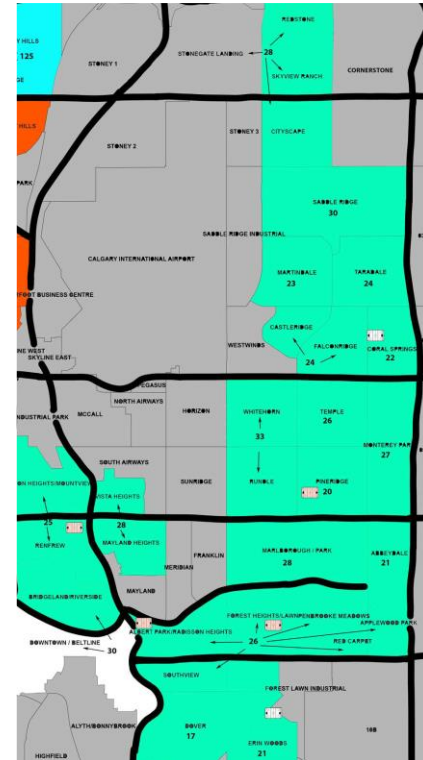 REDSTONE
Y HILLS
125
GE
STONEGATE LANDING
28
STONEY 1
SKYVIEW RANCH
CORNERSTONE
HILLS
STONEY 2
STONEY 3
CITYSCAPE
PARK
SADDLE RIDGE
30
SADDLE RIDGE INDUSTRIAL
CALGARY INTERNATIONAL AIRPORT
MARTINDALE
23
TARADALE
24
RFOOT BUSINESS CENTRE
CASTLERIDGE
WESTWINDS
FALCONRIDGE
24
CORAL SPRINGS
22
NE WEST
SKYLINE EAST
PEGASUS
NORTH AIRWAYS
MCCALL
HORIZON
WHITEHORN
33
TEMPLE
26
NDUSTRIAL PARK
MONTEREY PAR
27
SOUTH AIRWAYS
SUNRIDGE
RUNDLE
PINERIDGE
20
ON HEIGHTS/MOUNTVIEW
VISTA HEIGHTS
25
28
RENFREW
MAYLAND HEIGHTS
FRANKLIN
MERIDIAN
MARLBOROUGH / PARK
28
ABBEYDALE
21
MAYLAND
BRIDGELAND/RIVERSIDE
FOREST HEIGHTS/LAWN
PENBROOKE MEADOWS
APPLEWOOD PARK
ALBERT PARK/RADISSON HEIGHTS
26
RED CARPET
DOWNTOWN / BELTLINE
30
SOUTHVIEW
FOREST LAWN INDUSTRIAL
ALYTH/BONNYBROOK
DOVER
17
ERIN WOODS
21
HIGHFIELD